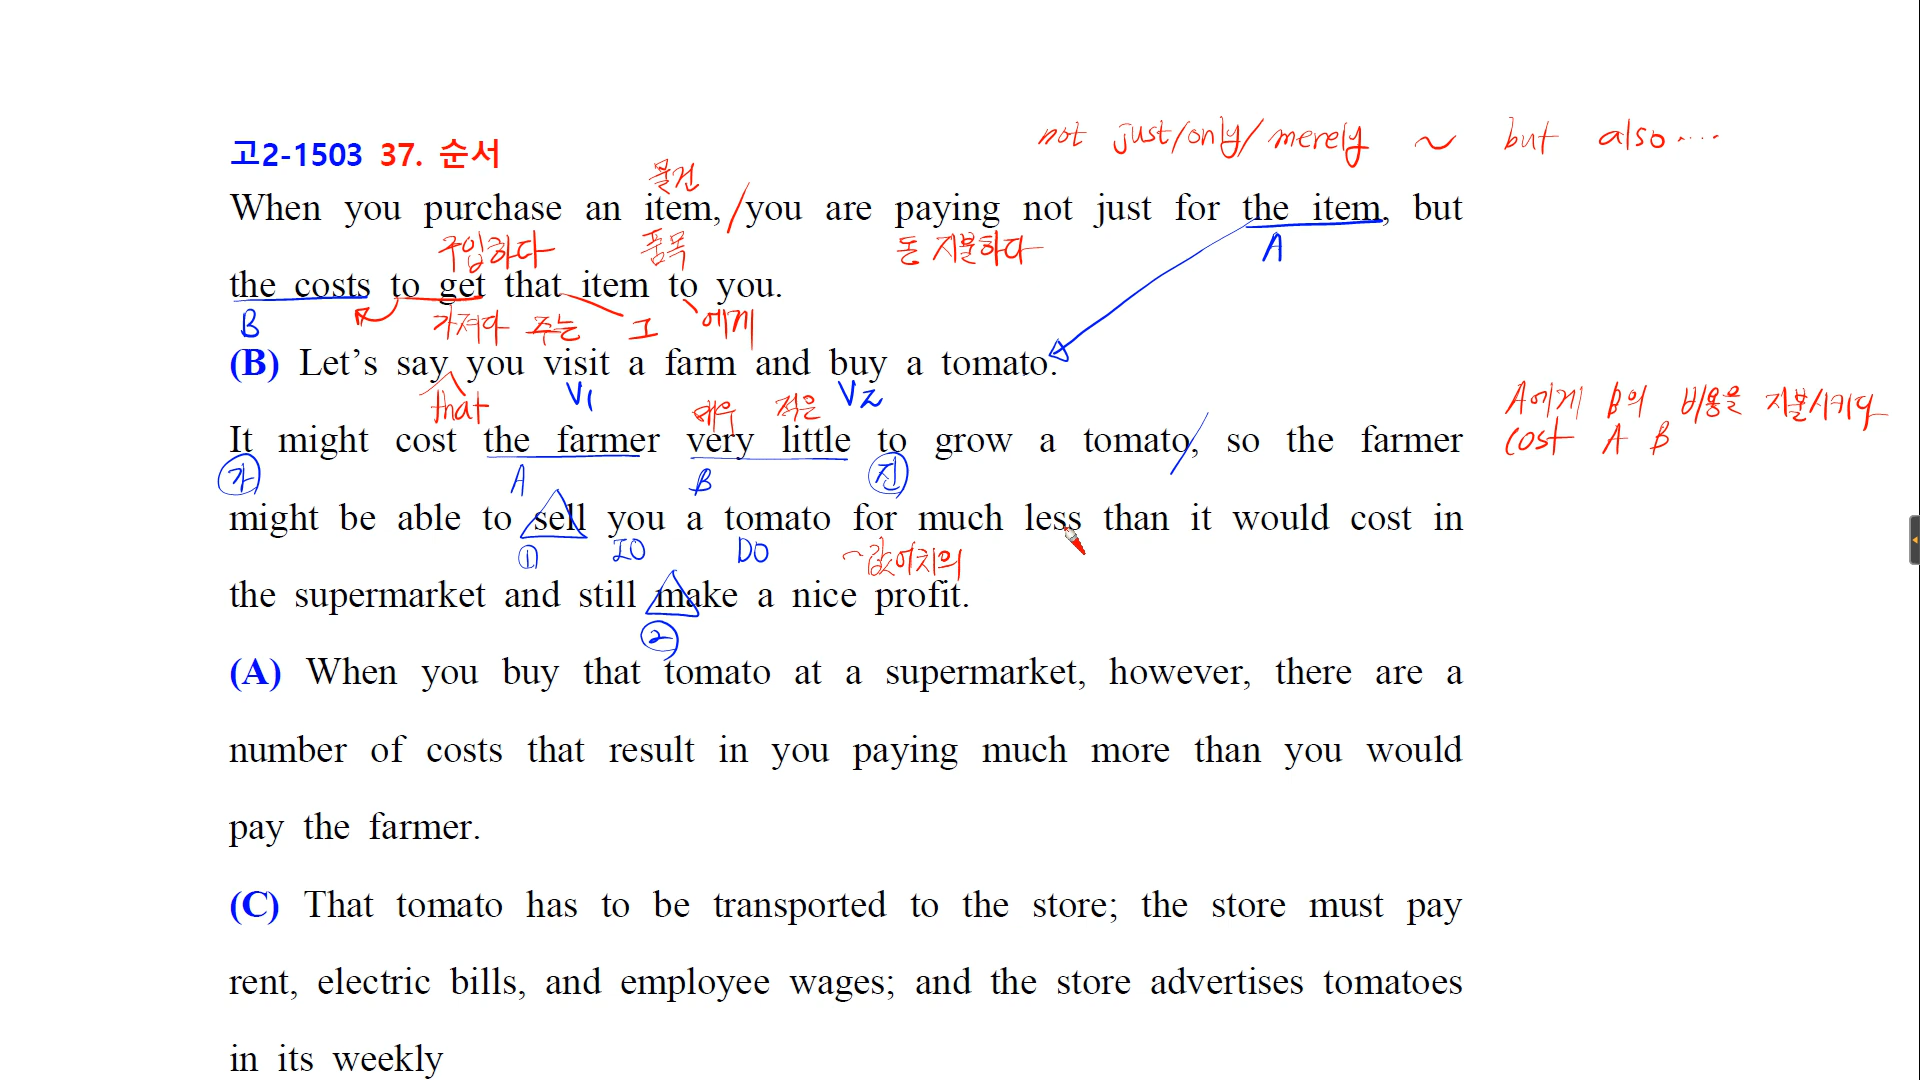 고2-1503 37. 순서
not just/only/merely ~ but also....
물건
When you purchase an item, you are paying not just for the item, but
구입하다 품목 돈 지불하다 A
the costs to get that item to you.
B 가져다 주는 그 에게
(B) Let's say you visit a farm and buy a tomato.
that V1 V2
매우 적은
A에게 B의 비용을 지불시키다
It might cost the farmer very little to grow a tomato, so the farmer
cost A B
가 A B 진
might be able to sell you a tomato for much less than it would cost in
① IO DO ~값어치의
the supermarket and still make a nice profit.
②
(A) When you buy that tomato at a supermarket, however, there are a
number of costs that result in you paying much more than you would
pay the farmer.
(C) That tomato has to be transported to the store; the store must pay
rent, electric bills, and employee wages; and the store advertises tomatoes
in its weekly